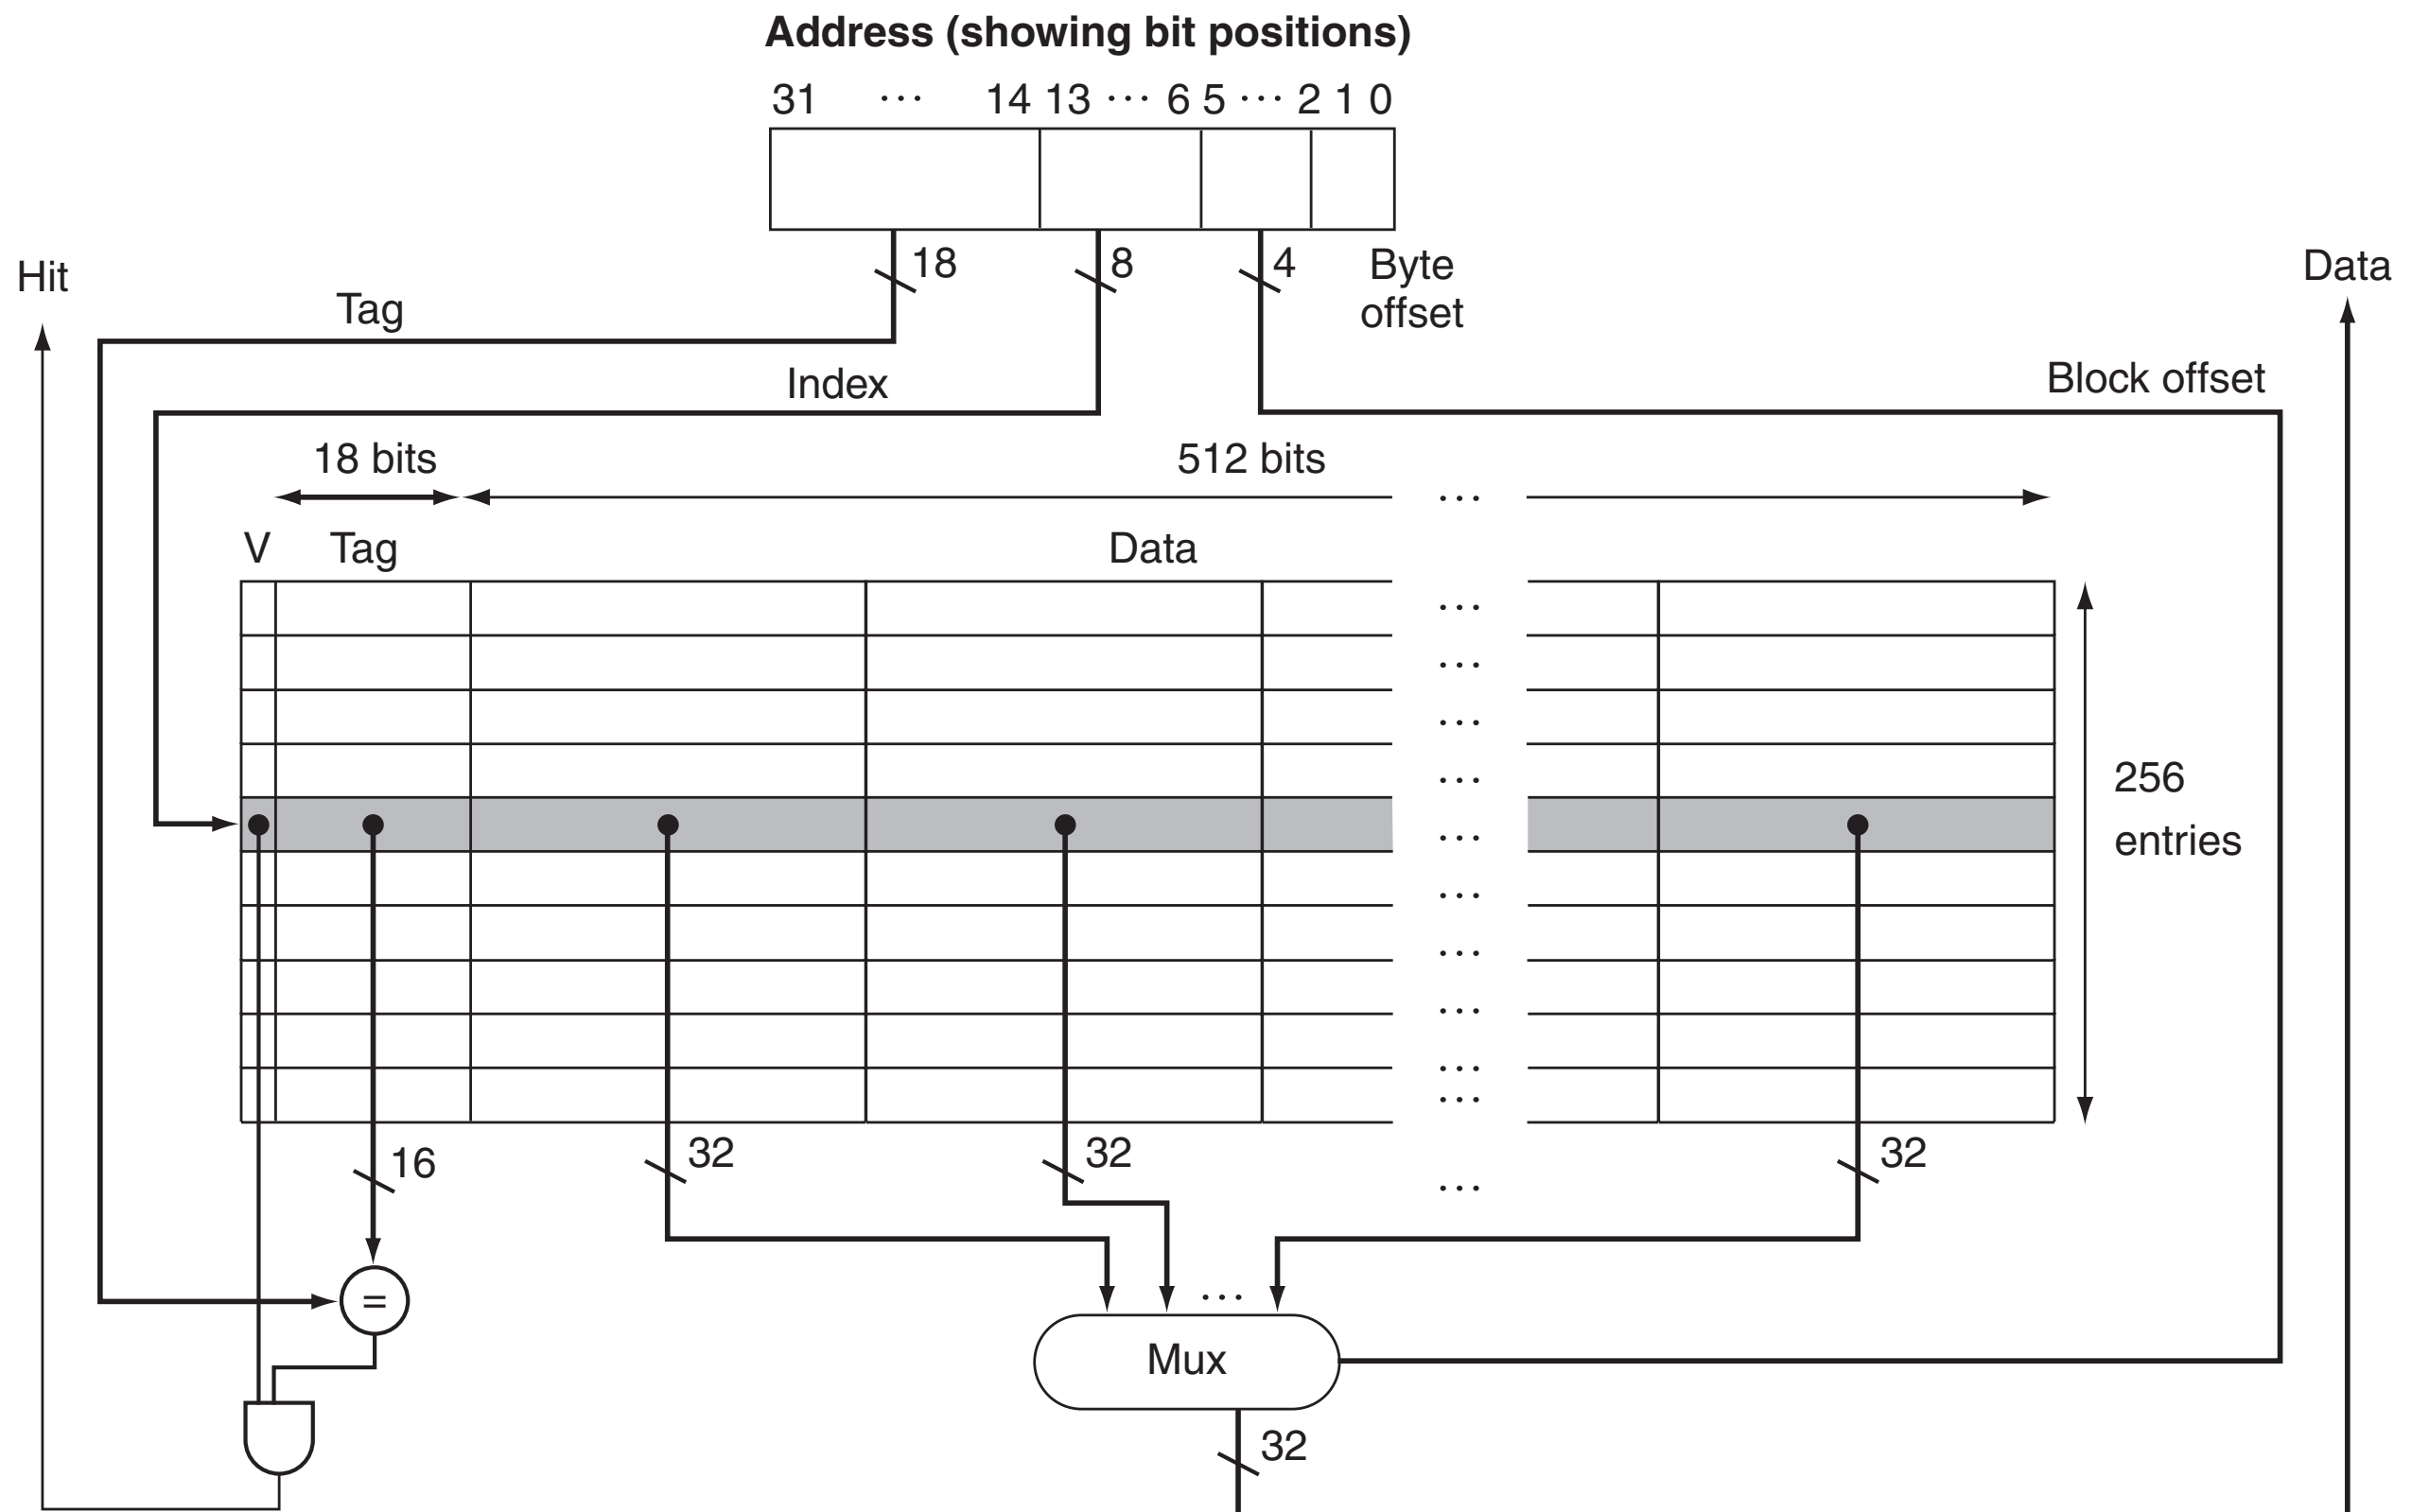 Address (showing bit positions)
31 ··· 14 13 ··· 6 5 ··· 2 1 0
18 8 4 Byte
offset
Hit
Data
Tag
Index
Block offset
18 bits
512 bits
···
V Tag Data
···
···
···
···
···
···
···
···
···
···
256
entries
16 32 32 ··· 32
=
···
Mux
32